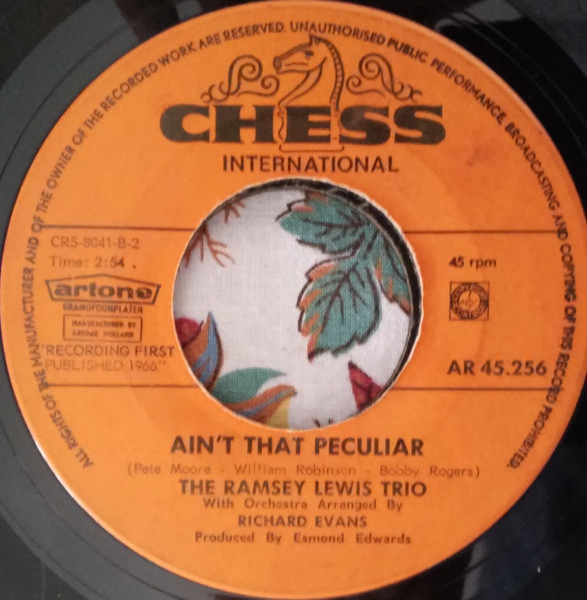 ALL RIGHTS OF THE MANUFACTURER AND OF THE OWNER OF THE RECORDED WORK ARE RESERVED. UNAUTHORISED PUBLIC PERFORMANCE, BROADCASTING AND COPYING OF THIS RECORD PROHIBITED.
CHESS
INTERNATIONAL
CRS-8041-B-2
Time: 2:54.
45 rpm
artone
GRAMOFOONPLATEN
MANUFACTURED BY
ARTONE HOLLAND
"RECORDING FIRST
PUBLISHED 1966"
AR 45.256
AIN'T THAT PECULIAR
(Pete Moore - William Robinson - Bobby Rogers)
THE RAMSEY LEWIS TRIO
With Orchestra Arranged By
RICHARD EVANS
Produced By Esmond Edwards